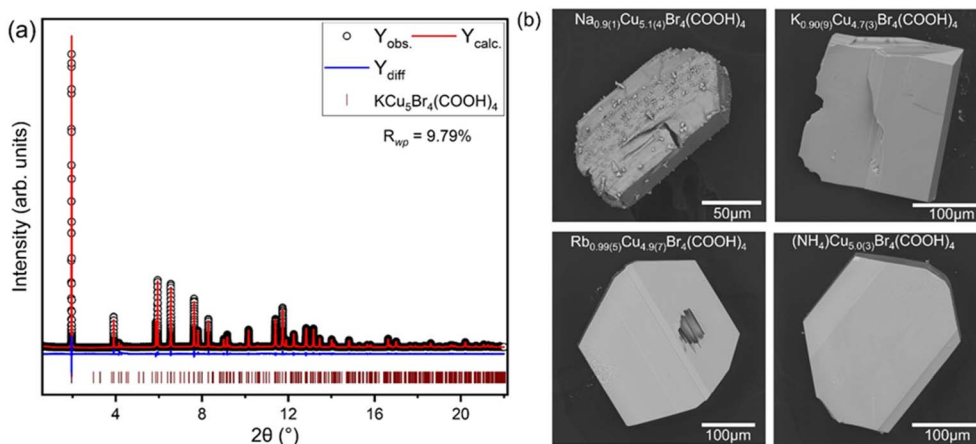 (a)
Y_obs. Y_calc.
Y_diff
KCu₅Br₄(COOH)₄
R_wp = 9.79%
Intensity (arb. units)
4 8 12 16 20
2θ (°)
(b)
Na₀.₉₍₁₎Cu₅.₁₍₄₎Br₄(COOH)₄
50μm
K₀.₉₀₍₉₎Cu₄.₇₍₃₎Br₄(COOH)₄
100μm
Rb₀.₉₉₍₅₎Cu₄.₉₍₇₎Br₄(COOH)₄
100μm
(NH₄)Cu₅.₀₍₃₎Br₄(COOH)₄
100μm